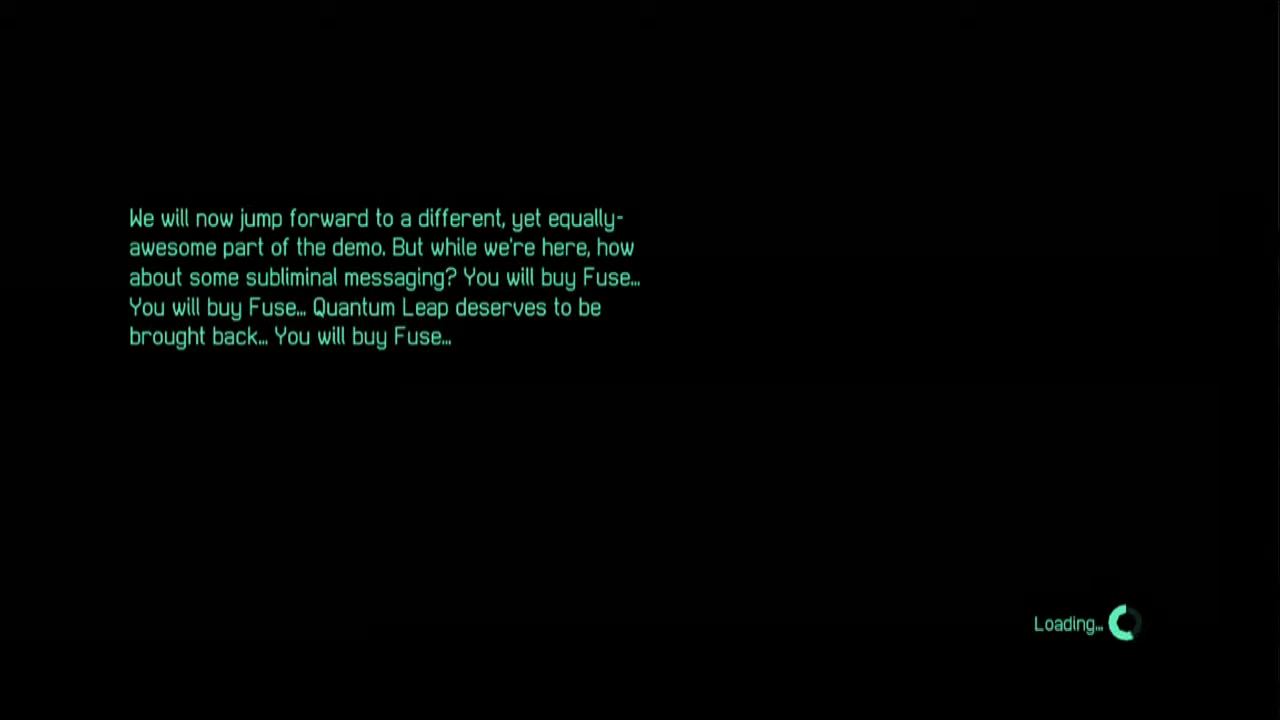 We will now jump forward to a different, yet equally-
awesome part of the demo. But while we're here, how
about some subliminal messaging? You will buy Fuse...
You will buy Fuse... Quantum Leap deserves to be
brought back... You will buy Fuse...
Loading...